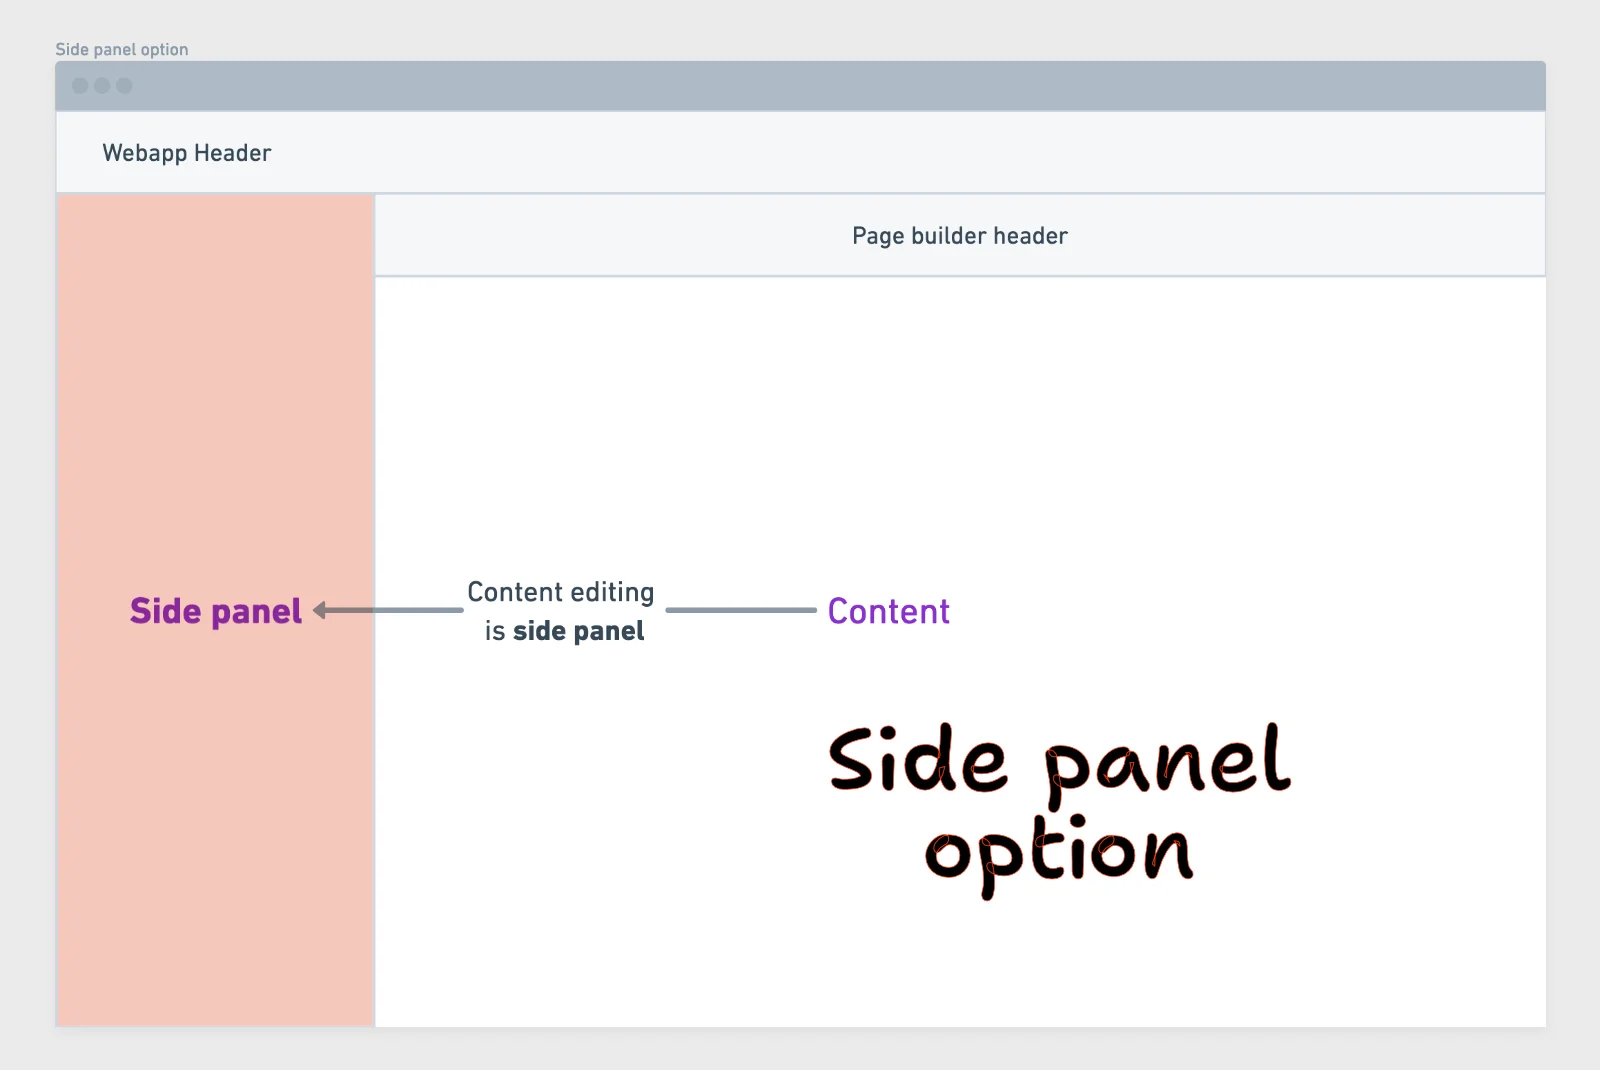 Side panel option
Webapp Header
Page builder header
Side panel
Content editing
is side panel
Content
Side panel
option